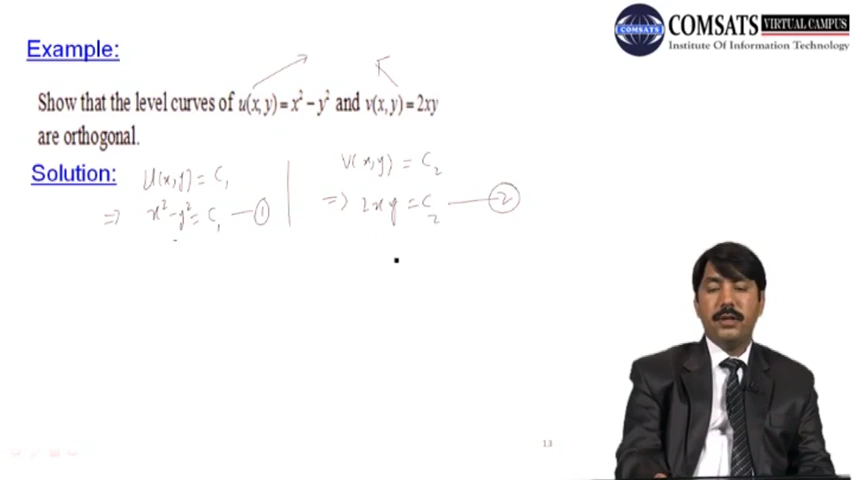 COMSATS VIRTUAL CAMPUS
COMSATS
Institute Of Information Technology
Example:
Show that the level curves of u(x, y) = x² − y² and v(x, y) = 2xy
are orthogonal.
Solution:
u(x,y) = C₁
⇒ x² − y² = C₁ — ①
V(x,y) = C₂
⇒ 2xy = C₂ — ②
13